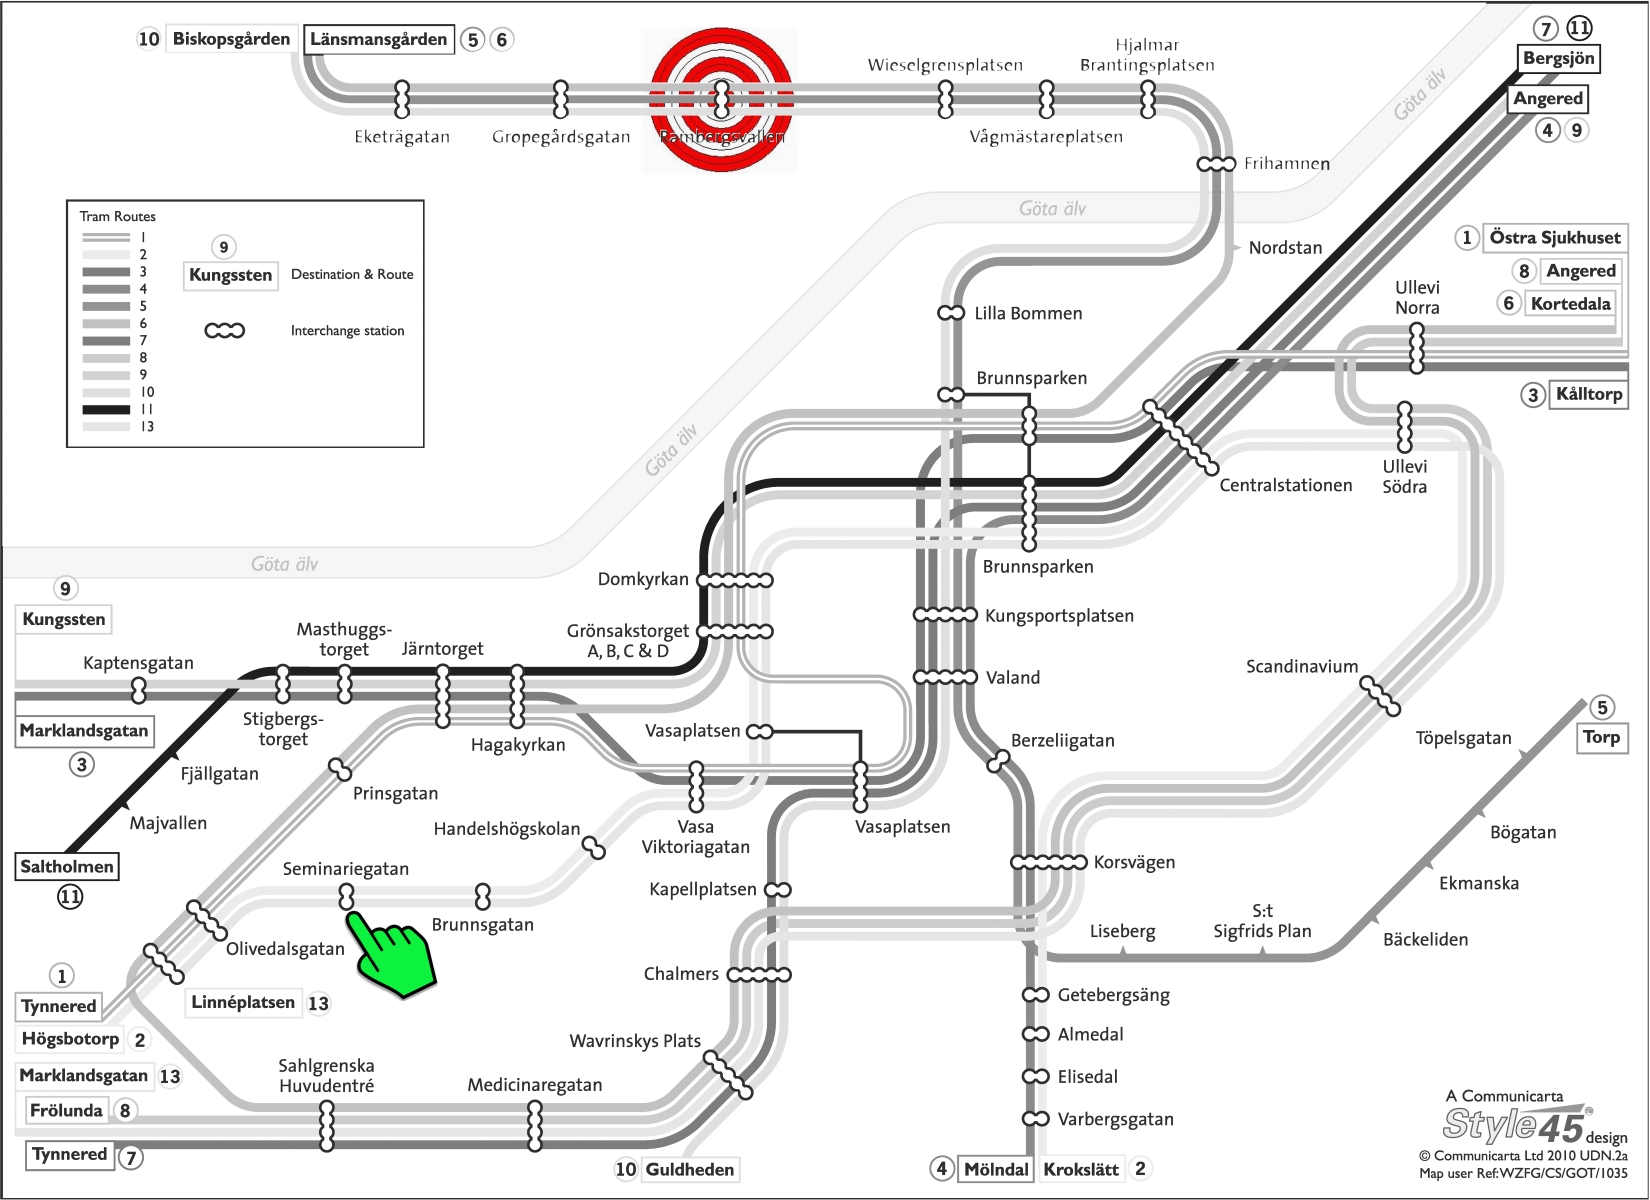 10 Biskopsgården
Länsmansgården 5 6
Hjalmar
Brantingsplatsen
Wieselgrensplatsen
Eketrägatan
Gropegårdsgatan
Rambergsvallen
Vågmästareplatsen
Frihamnen
7 11
Bergsjön
Angered
4 9
Göta älv
Göta älv
Göta älv
Göta älv
Tram Routes
1
2
3
4
5
6
7
8
9
10
11
13
9
Kungssten
Destination & Route
Interchange station
Nordstan
1 Östra Sjukhuset
8 Angered
6 Kortedala
Ullevi
Norra
3 Kålltorp
Lilla Bommen
Brunnsparken
Centralstationen
Ullevi
Södra
Brunnsparken
Domkyrkan
Grönsakstorget
A, B, C & D
Kungsportsplatsen
Valand
9
Kungssten
Kaptensgatan
Masthuggs-
torget
Järntorget
Stigbergs-
torget
Hagakyrkan
Marklandsgatan
3
Fjällgatan
Majvallen
Saltholmen
11
Prinsgatan
Vasaplatsen
Berzeliigatan
Scandinavium
5
Torp
Töpelsgatan
Bögatan
Ekmanska
Bäckeliden
S:t
Sigfrids Plan
Liseberg
Korsvägen
Vasaplatsen
Vasa
Viktoriagatan
Handelshögskolan
Seminariegatan
Brunnsgatan
Kapellplatsen
Olivedalsgatan
Linnéplatsen 13
Chalmers
1
Tynnered
Högsbotorp 2
Marklandsgatan 13
Frölunda 8
Tynnered 7
Sahlgrenska
Huvudentré
Medicinaregatan
Wavrinskys Plats
10 Guldheden
Getebergsäng
Almedal
Elisedal
Varbergsgatan
4 Mölndal
Krokslätt 2
A Communicarta
Style45®
design
© Communicarta Ltd 2010 UDN.2a
Map user Ref:WZFG/CS/GOT/1035